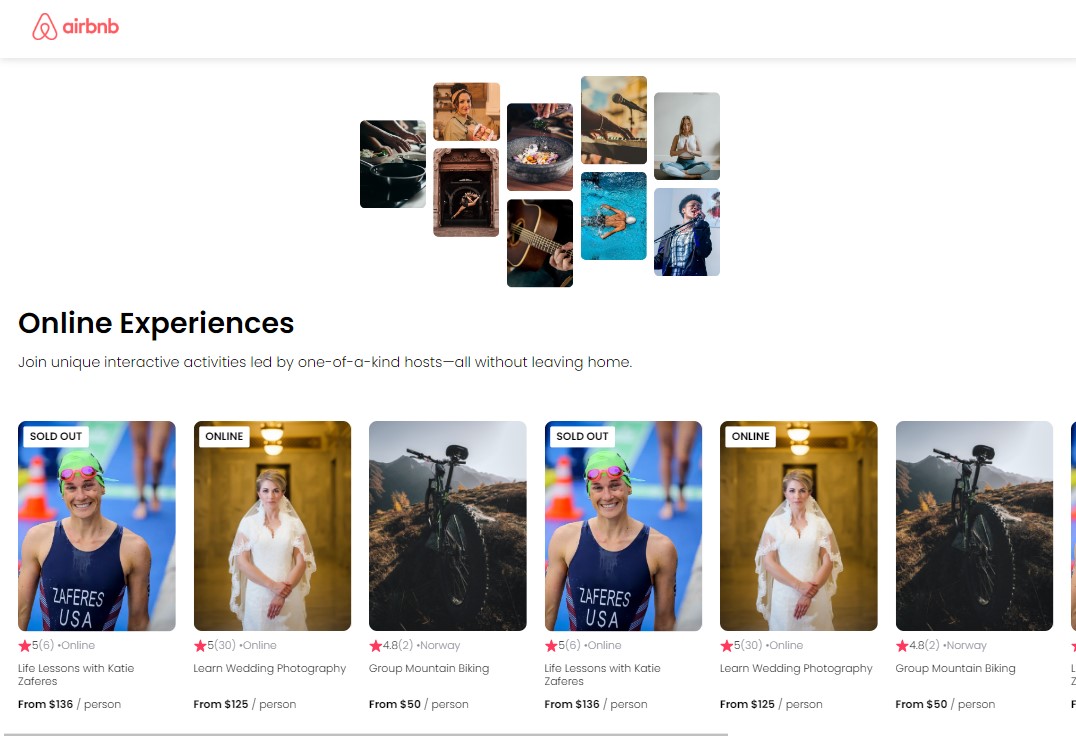 airbnb
Online Experiences
Join unique interactive activities led by one-of-a-kind hosts—all without leaving home.
SOLD OUT
ZAFERES
USA
5(6) •Online
Life Lessons with Katie
Zaferes
From $136 / person
ONLINE
5(30) •Online
Learn Wedding Photography
From $125 / person
4.8(2) •Norway
Group Mountain Biking
From $50 / person
SOLD OUT
ZAFERES
USA
5(6) •Online
Life Lessons with Katie
Zaferes
From $136 / person
ONLINE
5(30) •Online
Learn Wedding Photography
From $125 / person
4.8(2) •Norway
Group Mountain Biking
From $50 / person